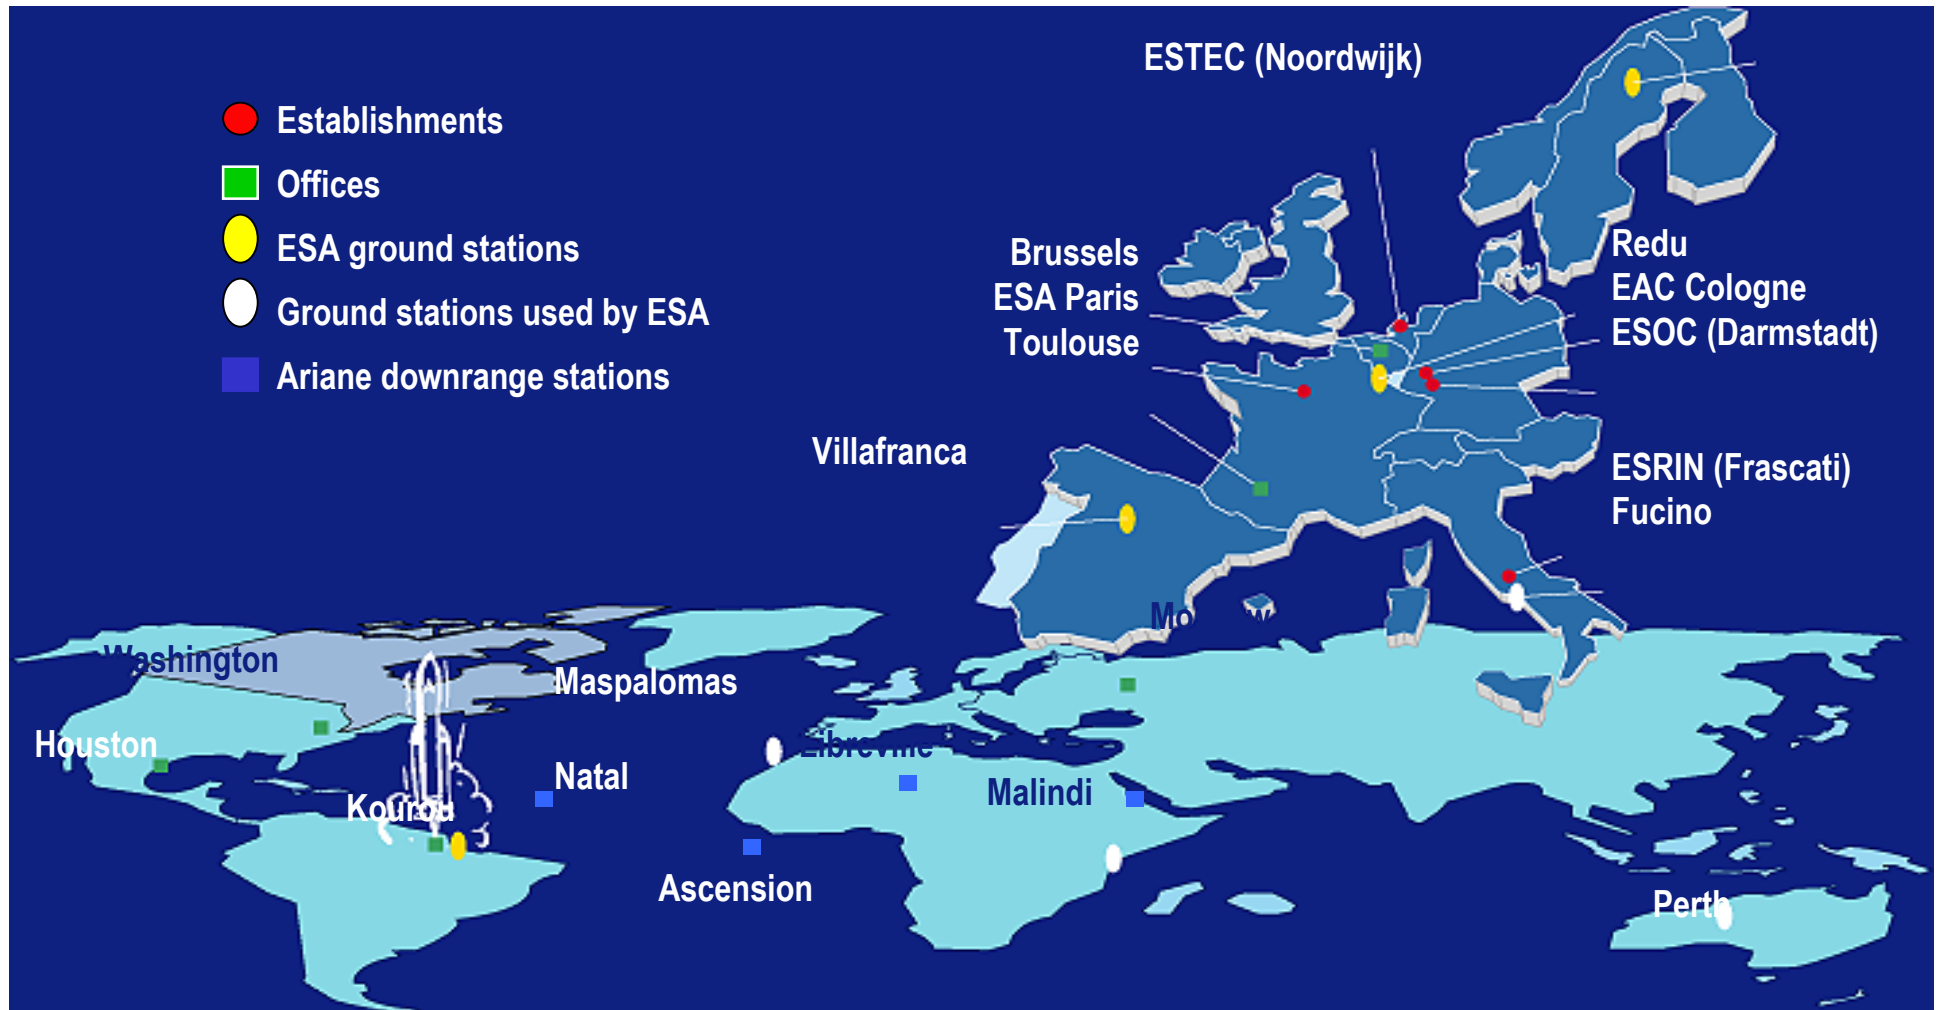 ESTEC (Noordwijk)
Establishments
Offices
ESA ground stations
Ground stations used by ESA
Ariane downrange stations
Brussels
ESA Paris
Toulouse
Redu
EAC Cologne
ESOC (Darmstadt)
Villafranca
ESRIN (Frascati)
Fucino
Washington
Maspalomas
Houston
Libreville
Natal
Malindi
Kourou
Ascension
Perth